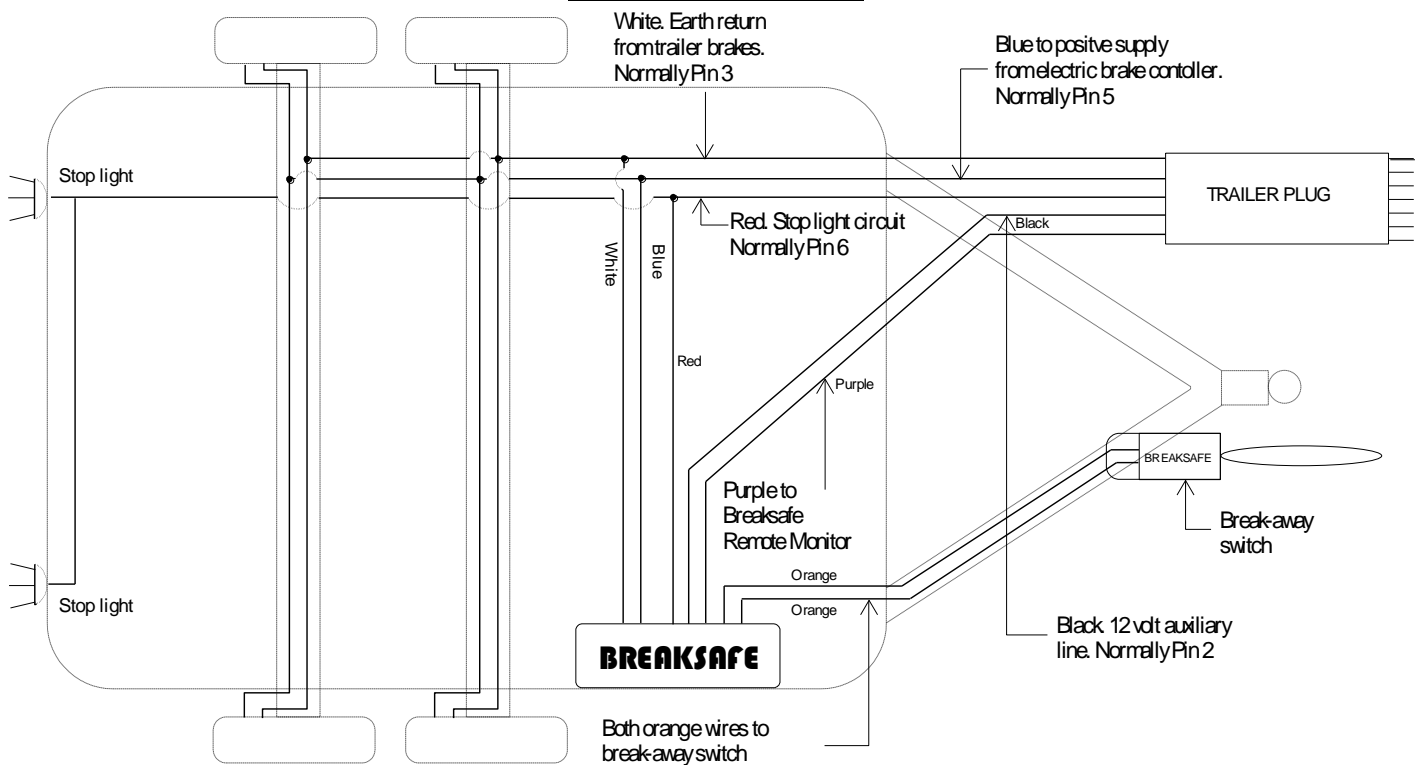 White. Earth return
from trailer brakes.
Normally Pin 3
Blue to positve supply
from electric brake contoller.
Normally Pin 5
Stop light
TRAILER PLUG
Red. Stop light circuit
Normally Pin 6
Black
White
Blue
Red
Purple
BREAKSAFE
Purple to
Breaksafe
Remote Monitor
Break-away
switch
Orange
Orange
Stop light
Black. 12 volt auxiliary
line. Normally Pin 2
BREAKSAFE
Both orange wires to
break-away switch